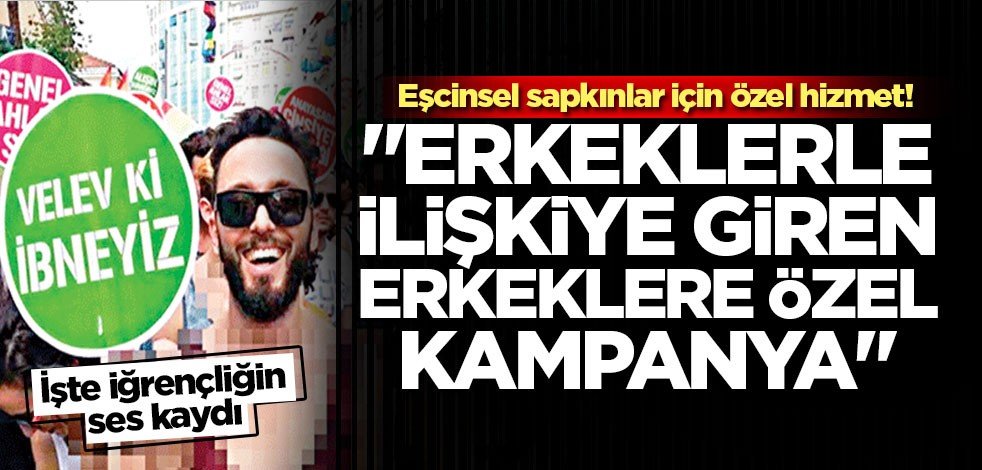 GENEL
AHL
VELEV Kİ
İBNEYİZ
İşte iğrençliğin
ses kaydı
Eşcinsel sapkınlar için özel hizmet!
"ERKEKLERLE
İLİŞKİYE GİREN
ERKEKLERE ÖZEL
KAMPANYA"